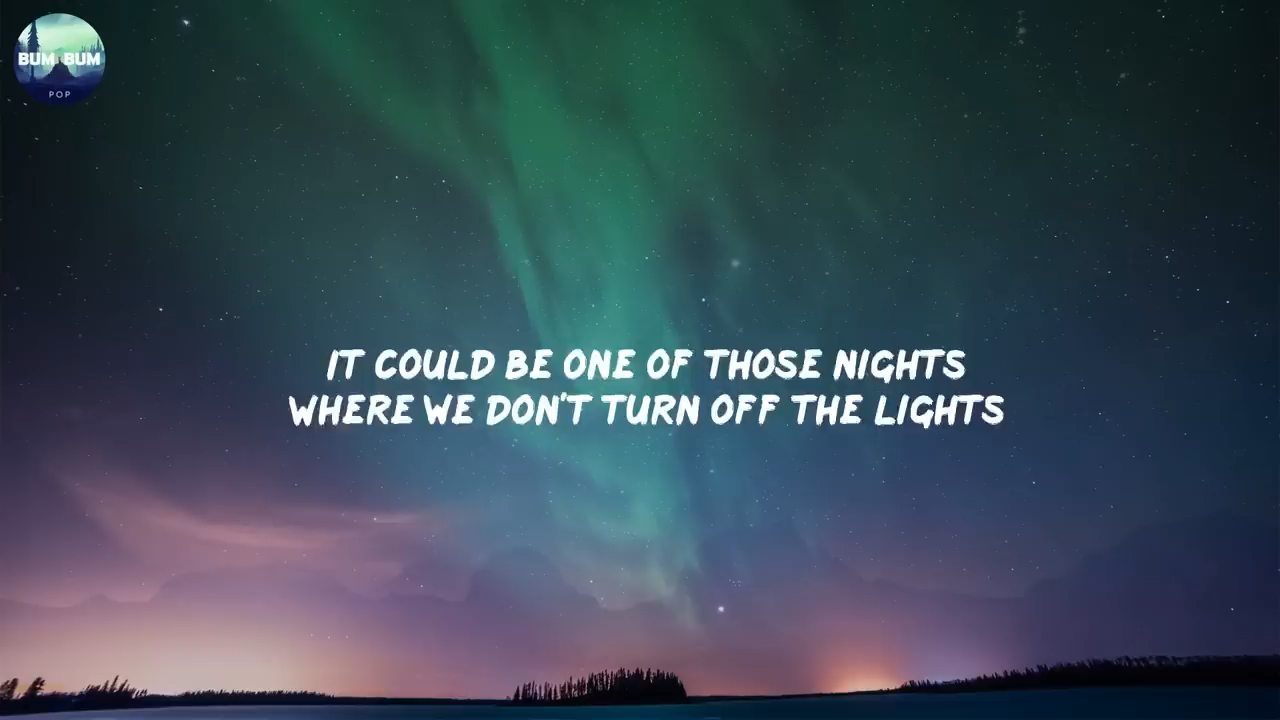 BUM BUM
POP
IT COULD BE ONE OF THOSE NIGHTS
WHERE WE DON'T TURN OFF THE LIGHTS